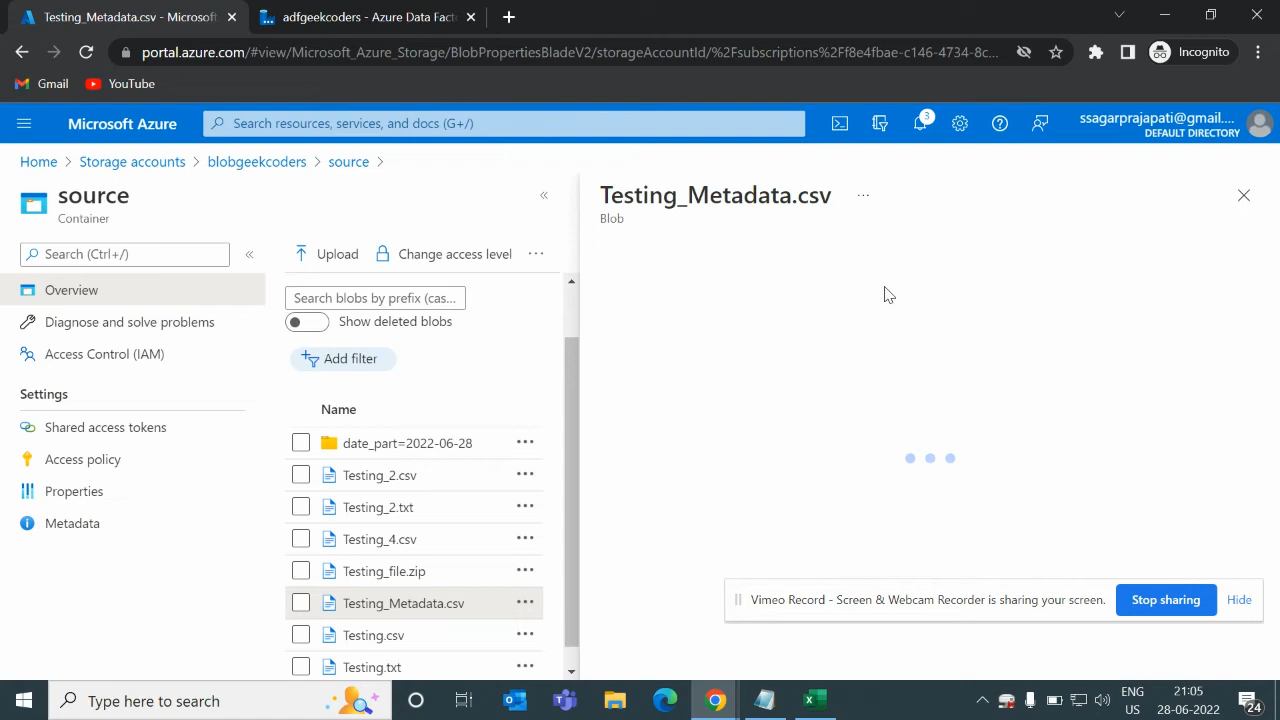 Testing_Metadata.csv - Microsoft
adfgeekcoders - Azure Data Fact
portal.azure.com/#view/Microsoft_Azure_Storage/BlobPropertiesBladeV2/storageAccountId/%2Fsubscriptions%2Ff8e4fbae-c146-4734-8c...
Incognito
Gmail
YouTube
Microsoft Azure
Search resources, services, and docs (G+/)
3
ssagarprajapati@gmail....
DEFAULT DIRECTORY
Home > Storage accounts > blobgeekcoders > source >
source
Container
Search (Ctrl+/)
Overview
Diagnose and solve problems
Access Control (IAM)
Settings
Shared access tokens
Access policy
Properties
Metadata
Upload
Change access level
Search blobs by prefix (cas...
Show deleted blobs
Add filter
Name
date_part=2022-06-28
Testing_2.csv
Testing_2.txt
Testing_4.csv
Testing_file.zip
Testing_Metadata.csv
Testing.csv
Testing.txt
Testing_Metadata.csv
Blob
Vimeo Record - Screen & Webcam Recorder is sharing your screen.
Stop sharing
Hide
Type here to search
ENG
US
21:05
28-06-2022
24